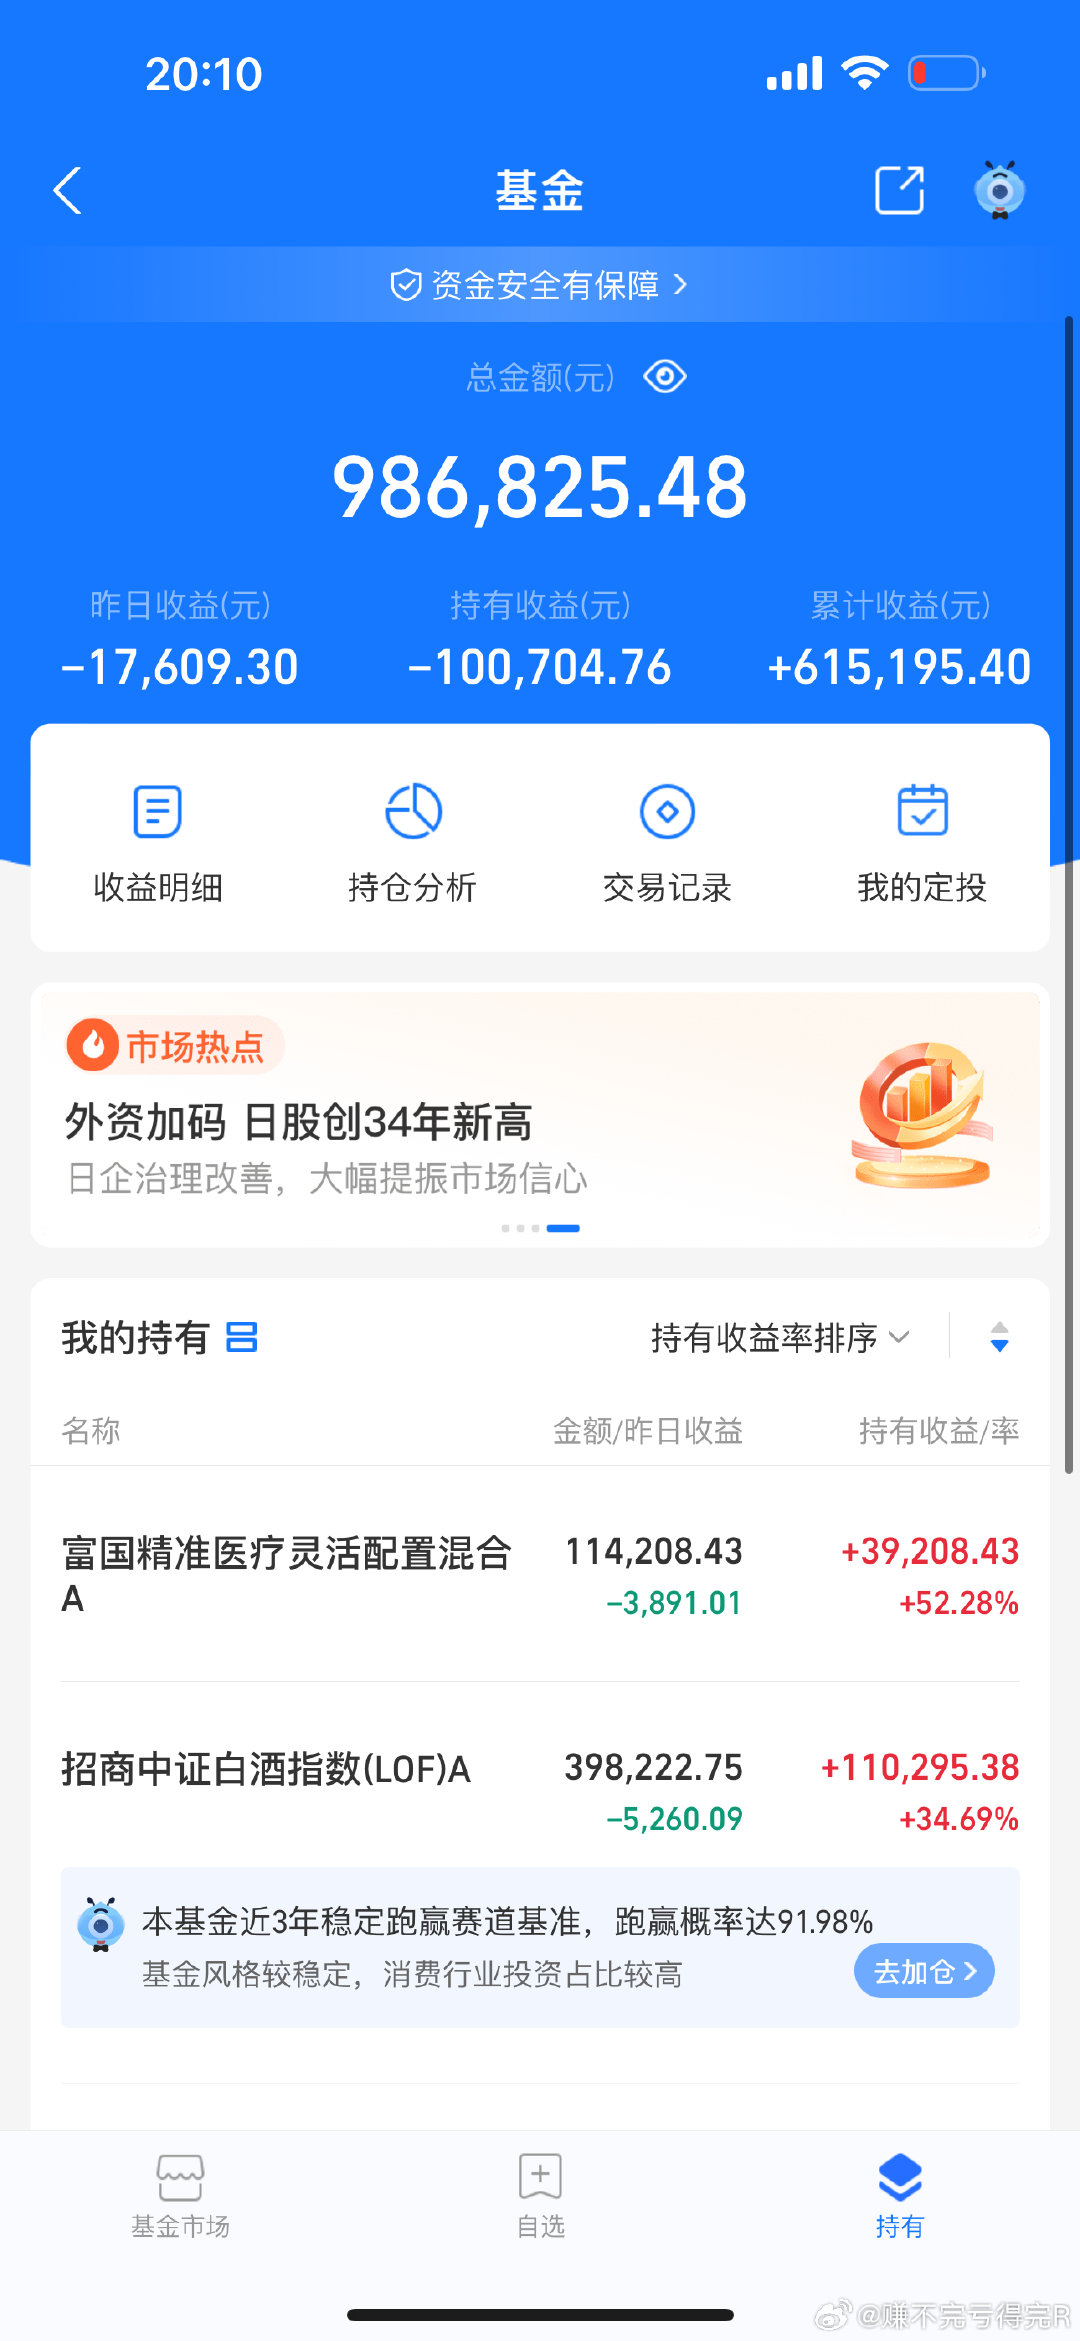 20:10
基金
资金安全有保障
总金额(元)
986,825.48
昨日收益(元) 持有收益(元) 累计收益(元)
-17,609.30 -100,704.76 +615,195.40
收益明细 持仓分析 交易记录 我的定投
市场热点
外资加码 日股创34年新高
日企治理改善，大幅提振市场信心
我的持有 持有收益率排序
名称 金额/昨日收益 持有收益/率
富国精准医疗灵活配置混合 114,208.43 +39,208.43
A -3,891.01 +52.28%
招商中证白酒指数(LOF)A 398,222.75 +110,295.38
-5,260.09 +34.69%
本基金近3年稳定跑赢赛道基准，跑赢概率达91.98%
基金风格较稳定，消费行业投资占比较高 去加仓
基金市场 自选 持有
@赚不完亏得完R